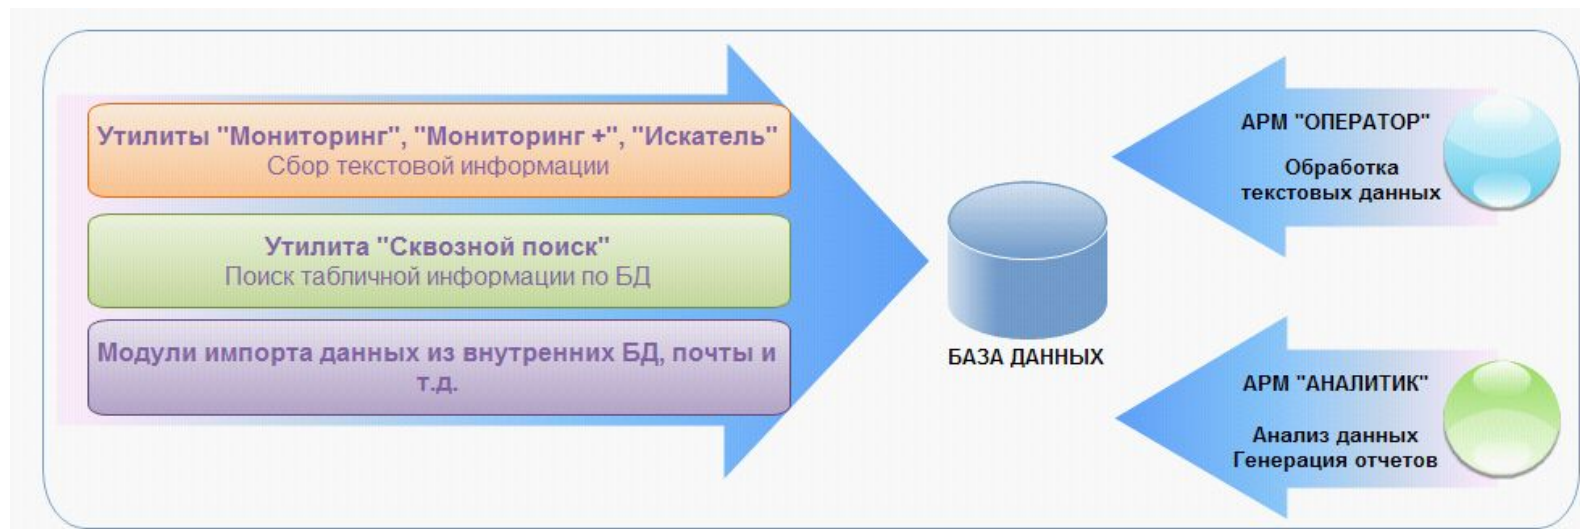 Утилиты "Мониторинг", "Мониторинг +", "Искатель"
Сбор текстовой информации
Утилита "Сквозной поиск"
Поиск табличной информации по БД
Модули импорта данных из внутренних БД, почты и
т.д.
БАЗА ДАННЫХ
АРМ "ОПЕРАТОР"
Обработка
текстовых данных
АРМ "АНАЛИТИК"
Анализ данных
Генерация отчетов